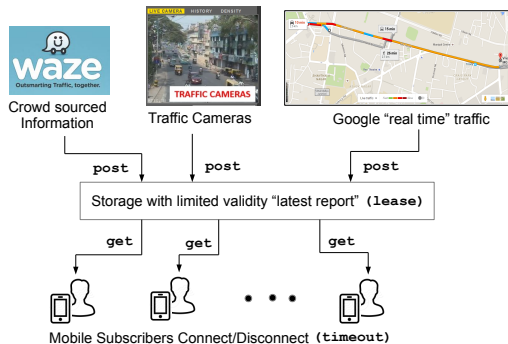 waze
Outsmarting Traffic, together.
LIVE CAMERA HISTORY DENSITY
TRAFFIC CAMERAS
Crowd sourced
Information
Traffic Cameras
Google “real time” traffic
post
post
post
Storage with limited validity “latest report” (lease)
get
get
get
Mobile Subscribers Connect/Disconnect (timeout)